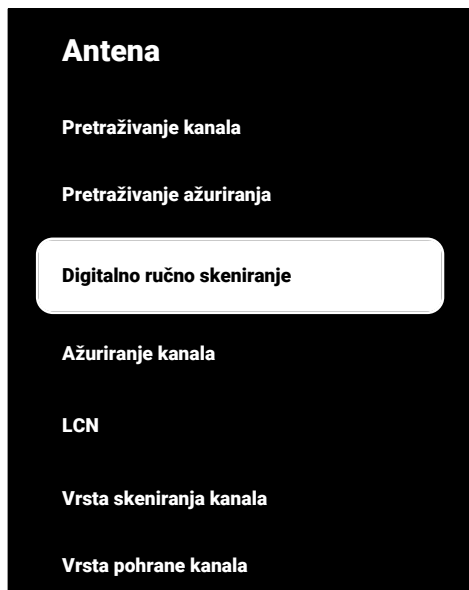 Antena
Pretraživanje kanala
Pretraživanje ažuriranja
Digitalno ručno skeniranje
Ažuriranje kanala
LCN
Vrsta skeniranja kanala
Vrsta pohrane kanala